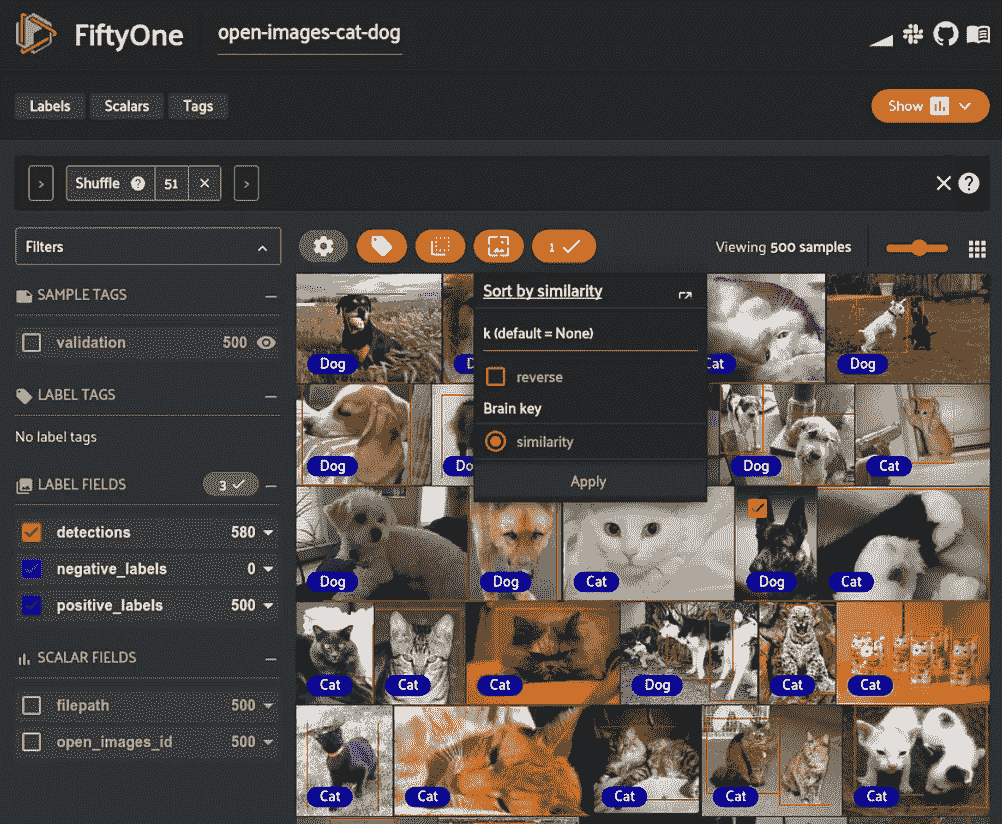 FiftyOne
open-images-cat-dog
Labels
Scalars
Tags
Show
Shuffle ? 51 ×
?
Filters
Viewing 500 samples
1
SAMPLE TAGS
validation 500
LABEL TAGS
No label tags
LABEL FIELDS 3
detections 580
negative_labels 0
positive_labels 500
SCALAR FIELDS
filepath 500
open_images_id 500
Sort by similarity
k (default = None)
reverse
Brain key
similarity
Apply
Dog
D
Cat
Dog
Dog
Do
Dog
Cat
Dog
Dog
Cat
Dog
Cat
Cat
Cat
Cat
Dog
Cat
Cat
Cat
Cat
Cat
Cat
Cat